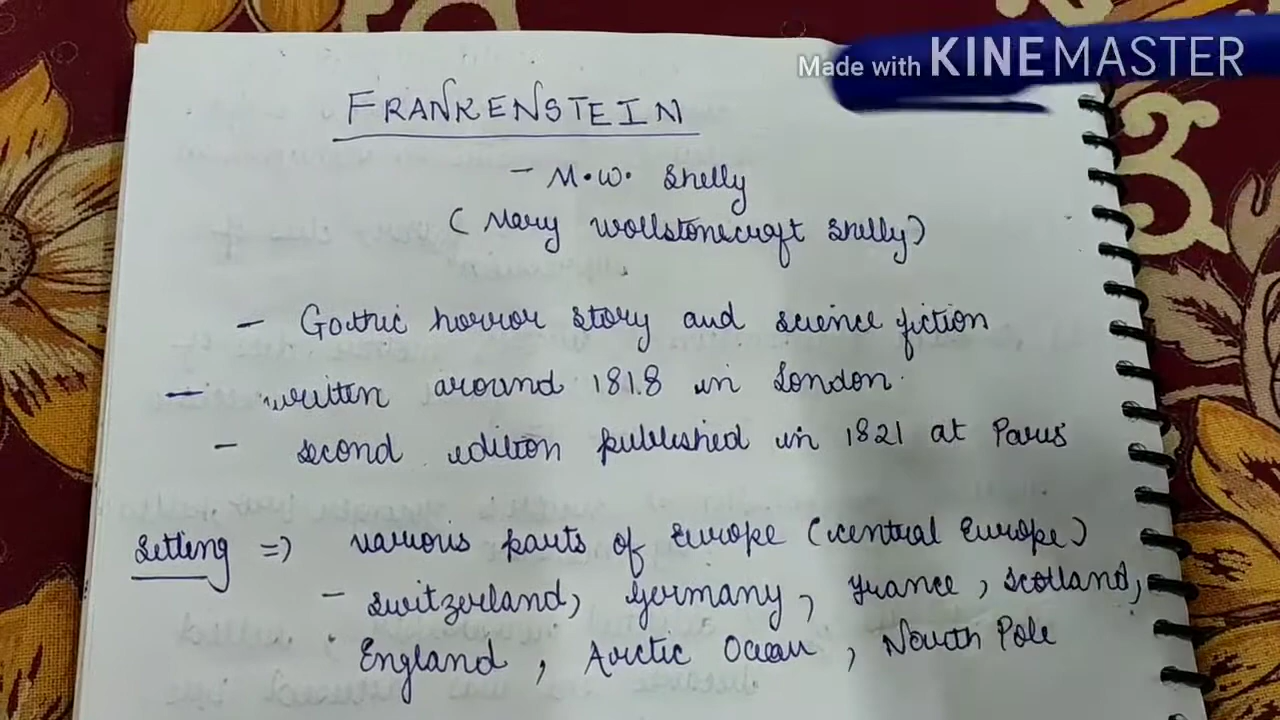 Made with KINEMASTER
FRANKENSTEIN
- M.W. Shelly
(Mary Wollstonecraft Shelly)
- Gothic horror story and science fiction
- written around 1818 in London.
- second edition published in 1821 at Paris
Setting => various parts of Europe (central Europe)
- Switzerland, Germany, France, Scotland,
England, Arctic Ocean, North Pole